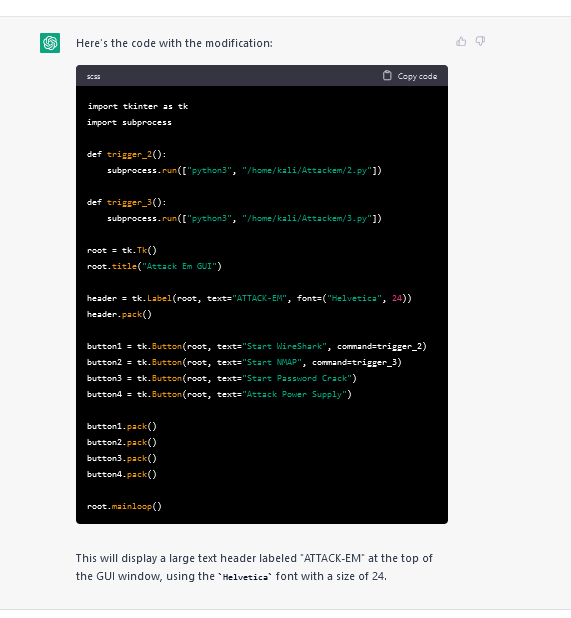 Here's the code with the modification:
scss
Copy code
import tkinter as tk
import subprocess
def trigger_2():
    subprocess.run(["python3", "/home/kali/Attackem/2.py"])
def trigger_3():
    subprocess.run(["python3", "/home/kali/Attackem/3.py"])
root = tk.Tk()
root.title("Attack Em GUI")
header = tk.Label(root, text="ATTACK-EM", font=("Helvetica", 24))
header.pack()
button1 = tk.Button(root, text="Start WireShark", command=trigger_2)
button2 = tk.Button(root, text="Start NMAP", command=trigger_3)
button3 = tk.Button(root, text="Start Password Crack")
button4 = tk.Button(root, text="Attack Power Supply")
button1.pack()
button2.pack()
button3.pack()
button4.pack()
root.mainloop()
This will display a large text header labeled "ATTACK-EM" at the top of
the GUI window, using the `Helvetica` font with a size of 24.